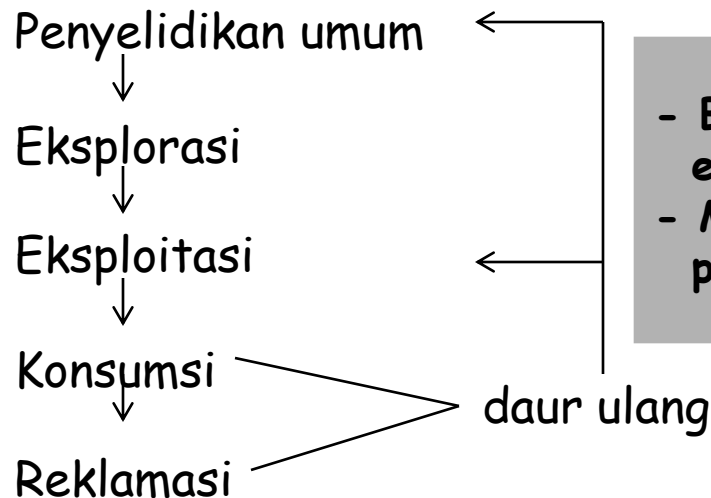 Penyelidikan umum
Eksplorasi
Eksploitasi
Konsumsi
daur ulang
Reklamasi